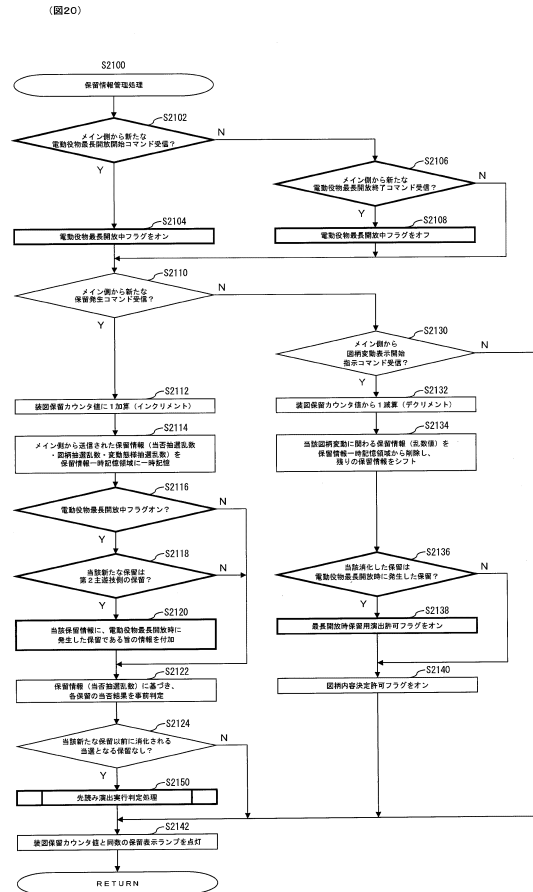 (図20)
S2100
保留情報管理処理
S2102
メイン側から新たな
電動役物最長開放開始コマンド受信?
N
Y
S2106
メイン側から新たな
電動役物最長開放終了コマンド受信?
N
Y
S2104
電動役物最長開放中フラグをオン
S2108
電動役物最長開放中フラグをオフ
S2110
メイン側から新たな
保留発生コマンド受信?
N
Y
S2130
メイン側から
図柄変動表示開始
指示コマンド受信?
N
Y
S2112
装図保留カウンタ値に1加算(インクリメント)
S2132
装図保留カウンタ値から1減算(デクリメント)
S2114
メイン側から送信された保留情報(当否抽選乱数
・図柄抽選乱数・変動態様抽選乱数)を
保留情報一時記憶領域に一時記憶
S2134
当該図柄変動に関わる保留情報(乱数値)を
保留情報一時記憶領域から削除し、
残りの保留情報をシフト
S2116
電動役物最長開放中フラグオン?
N
Y
S2118
当該新たな保留は
第2主遊技側の保留?
N
Y
S2136
当該消化した保留は
電動役物最長開放時に発生した保留?
N
Y
S2120
当該保留情報に、電動役物最長開放時に
発生した保留である旨の情報を付加
S2138
最長開放時保留用演出許可フラグをオン
S2122
保留情報(当否抽選乱数)に基づき、
各保留の当否結果を事前判定
S2140
図柄内容決定許可フラグをオン
S2124
当該新たな保留以前に消化される
当選となる保留なし?
N
Y
S2150
先読み演出実行判定処理
S2142
装図保留カウンタ値と同数の保留表示ランプを点灯
RETURN